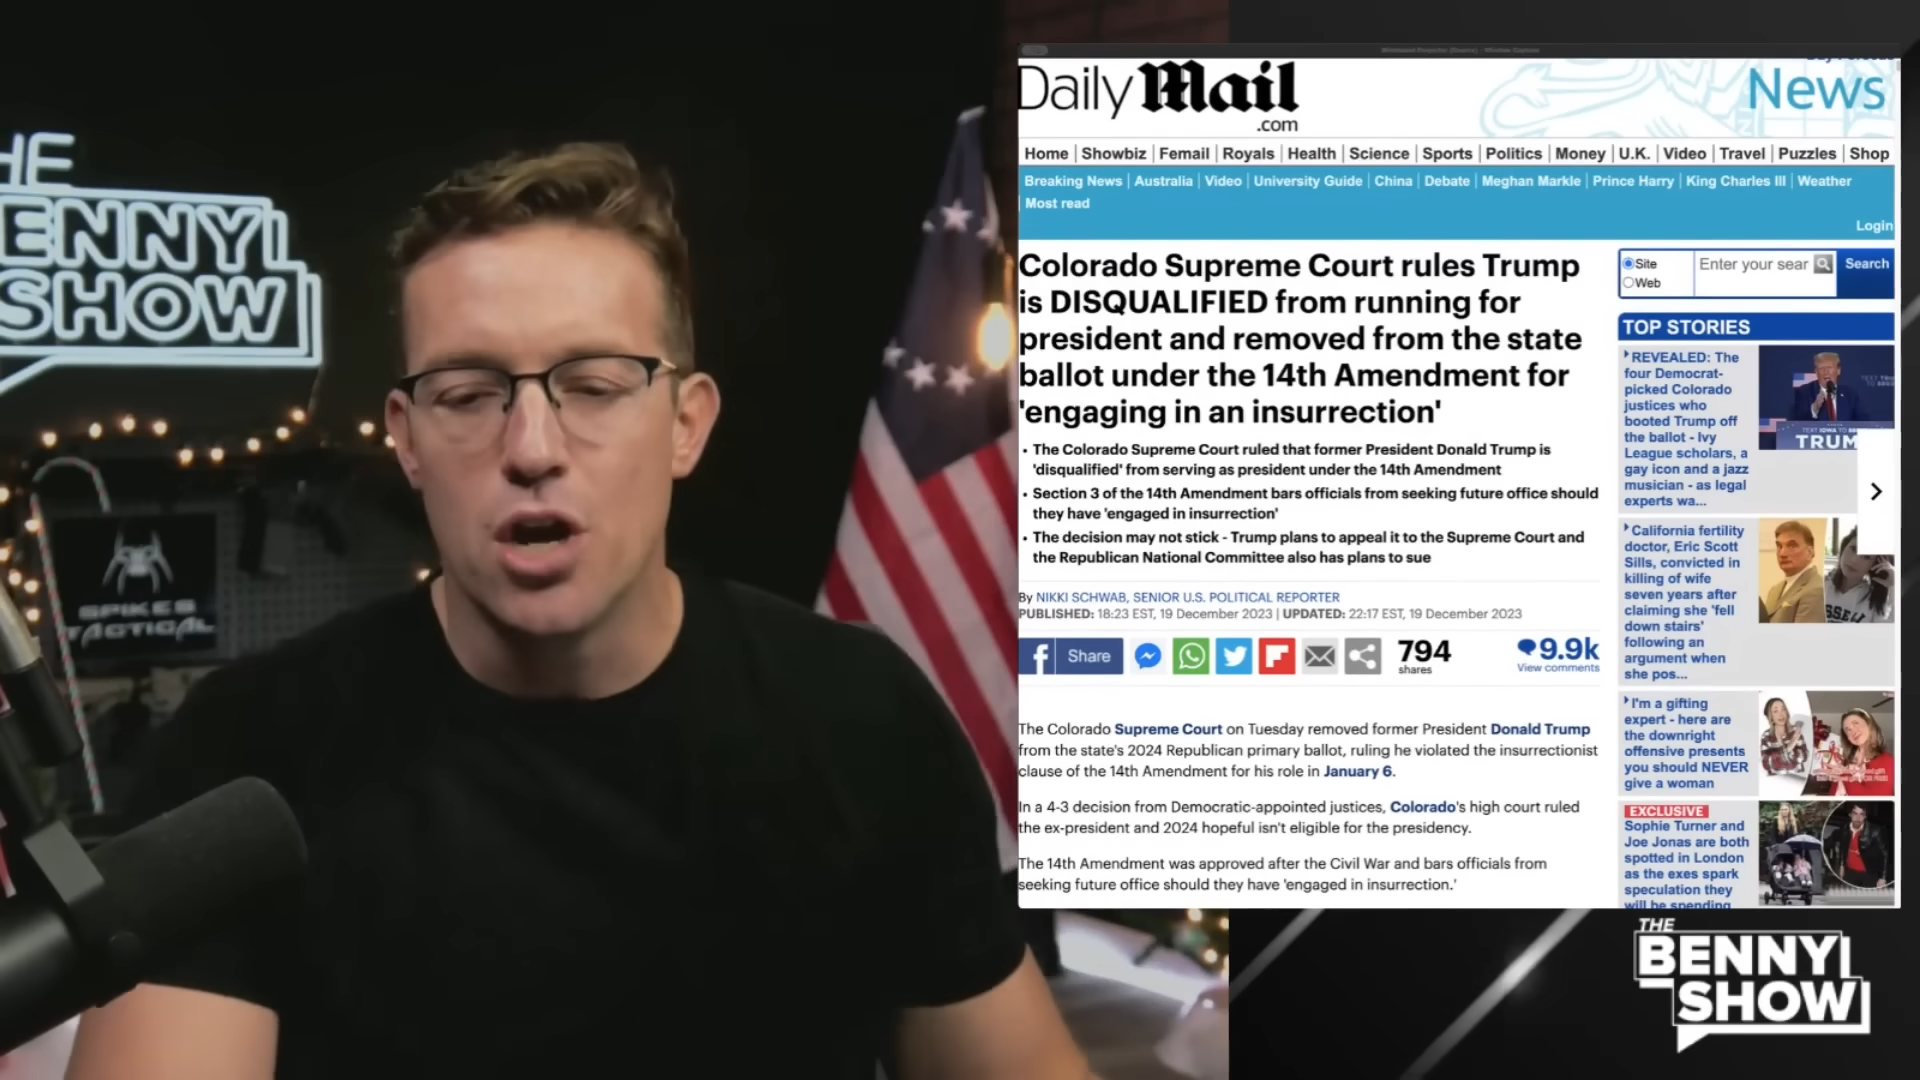 HE
ENNY
SHOW
SPIKES
TACTICAL
Daily Mail
.com
News
Home | Showbiz | Femail | Royals | Health | Science | Sports | Politics | Money | U.K. | Video | Travel | Puzzles | Shop
Breaking News | Australia | Video | University Guide | China | Debate | Meghan Markle | Prince Harry | King Charles III | Weather
Most read
Login
Colorado Supreme Court rules Trump
is DISQUALIFIED from running for
president and removed from the state
ballot under the 14th Amendment for
'engaging in an insurrection'
• The Colorado Supreme Court ruled that former President Donald Trump is
'disqualified' from serving as president under the 14th Amendment
• Section 3 of the 14th Amendment bars officials from seeking future office should
they have 'engaged in insurrection'
• The decision may not stick - Trump plans to appeal it to the Supreme Court and
the Republican National Committee also has plans to sue
By NIKKI SCHWAB, SENIOR U.S. POLITICAL REPORTER
PUBLISHED: 18:23 EST, 19 December 2023 | UPDATED: 22:17 EST, 19 December 2023
f Share
794
shares
9.9k
View comments
The Colorado Supreme Court on Tuesday removed former President Donald Trump
from the state's 2024 Republican primary ballot, ruling he violated the insurrectionist
clause of the 14th Amendment for his role in January 6.
In a 4-3 decision from Democratic-appointed justices, Colorado's high court ruled
the ex-president and 2024 hopeful isn't eligible for the presidency.
The 14th Amendment was approved after the Civil War and bars officials from
seeking future office should they have 'engaged in insurrection.'
Site
Web
Enter your sear
Search
TOP STORIES
REVEALED: The
four Democrat-
picked Colorado
justices who
booted Trump off
the ballot - Ivy
League scholars, a
gay icon and a jazz
musician - as legal
experts wa...
TRUM
California fertility
doctor, Eric Scott
Sills, convicted in
killing of wife
seven years after
claiming she 'fell
down stairs'
following an
argument when
she pos...
I'm a gifting
expert - here are
the downright
offensive presents
you should NEVER
give a woman
EXCLUSIVE
Sophie Turner and
Joe Jonas are both
spotted in London
as the exes spark
speculation they
will be spending
THE
BENNY
SHOW